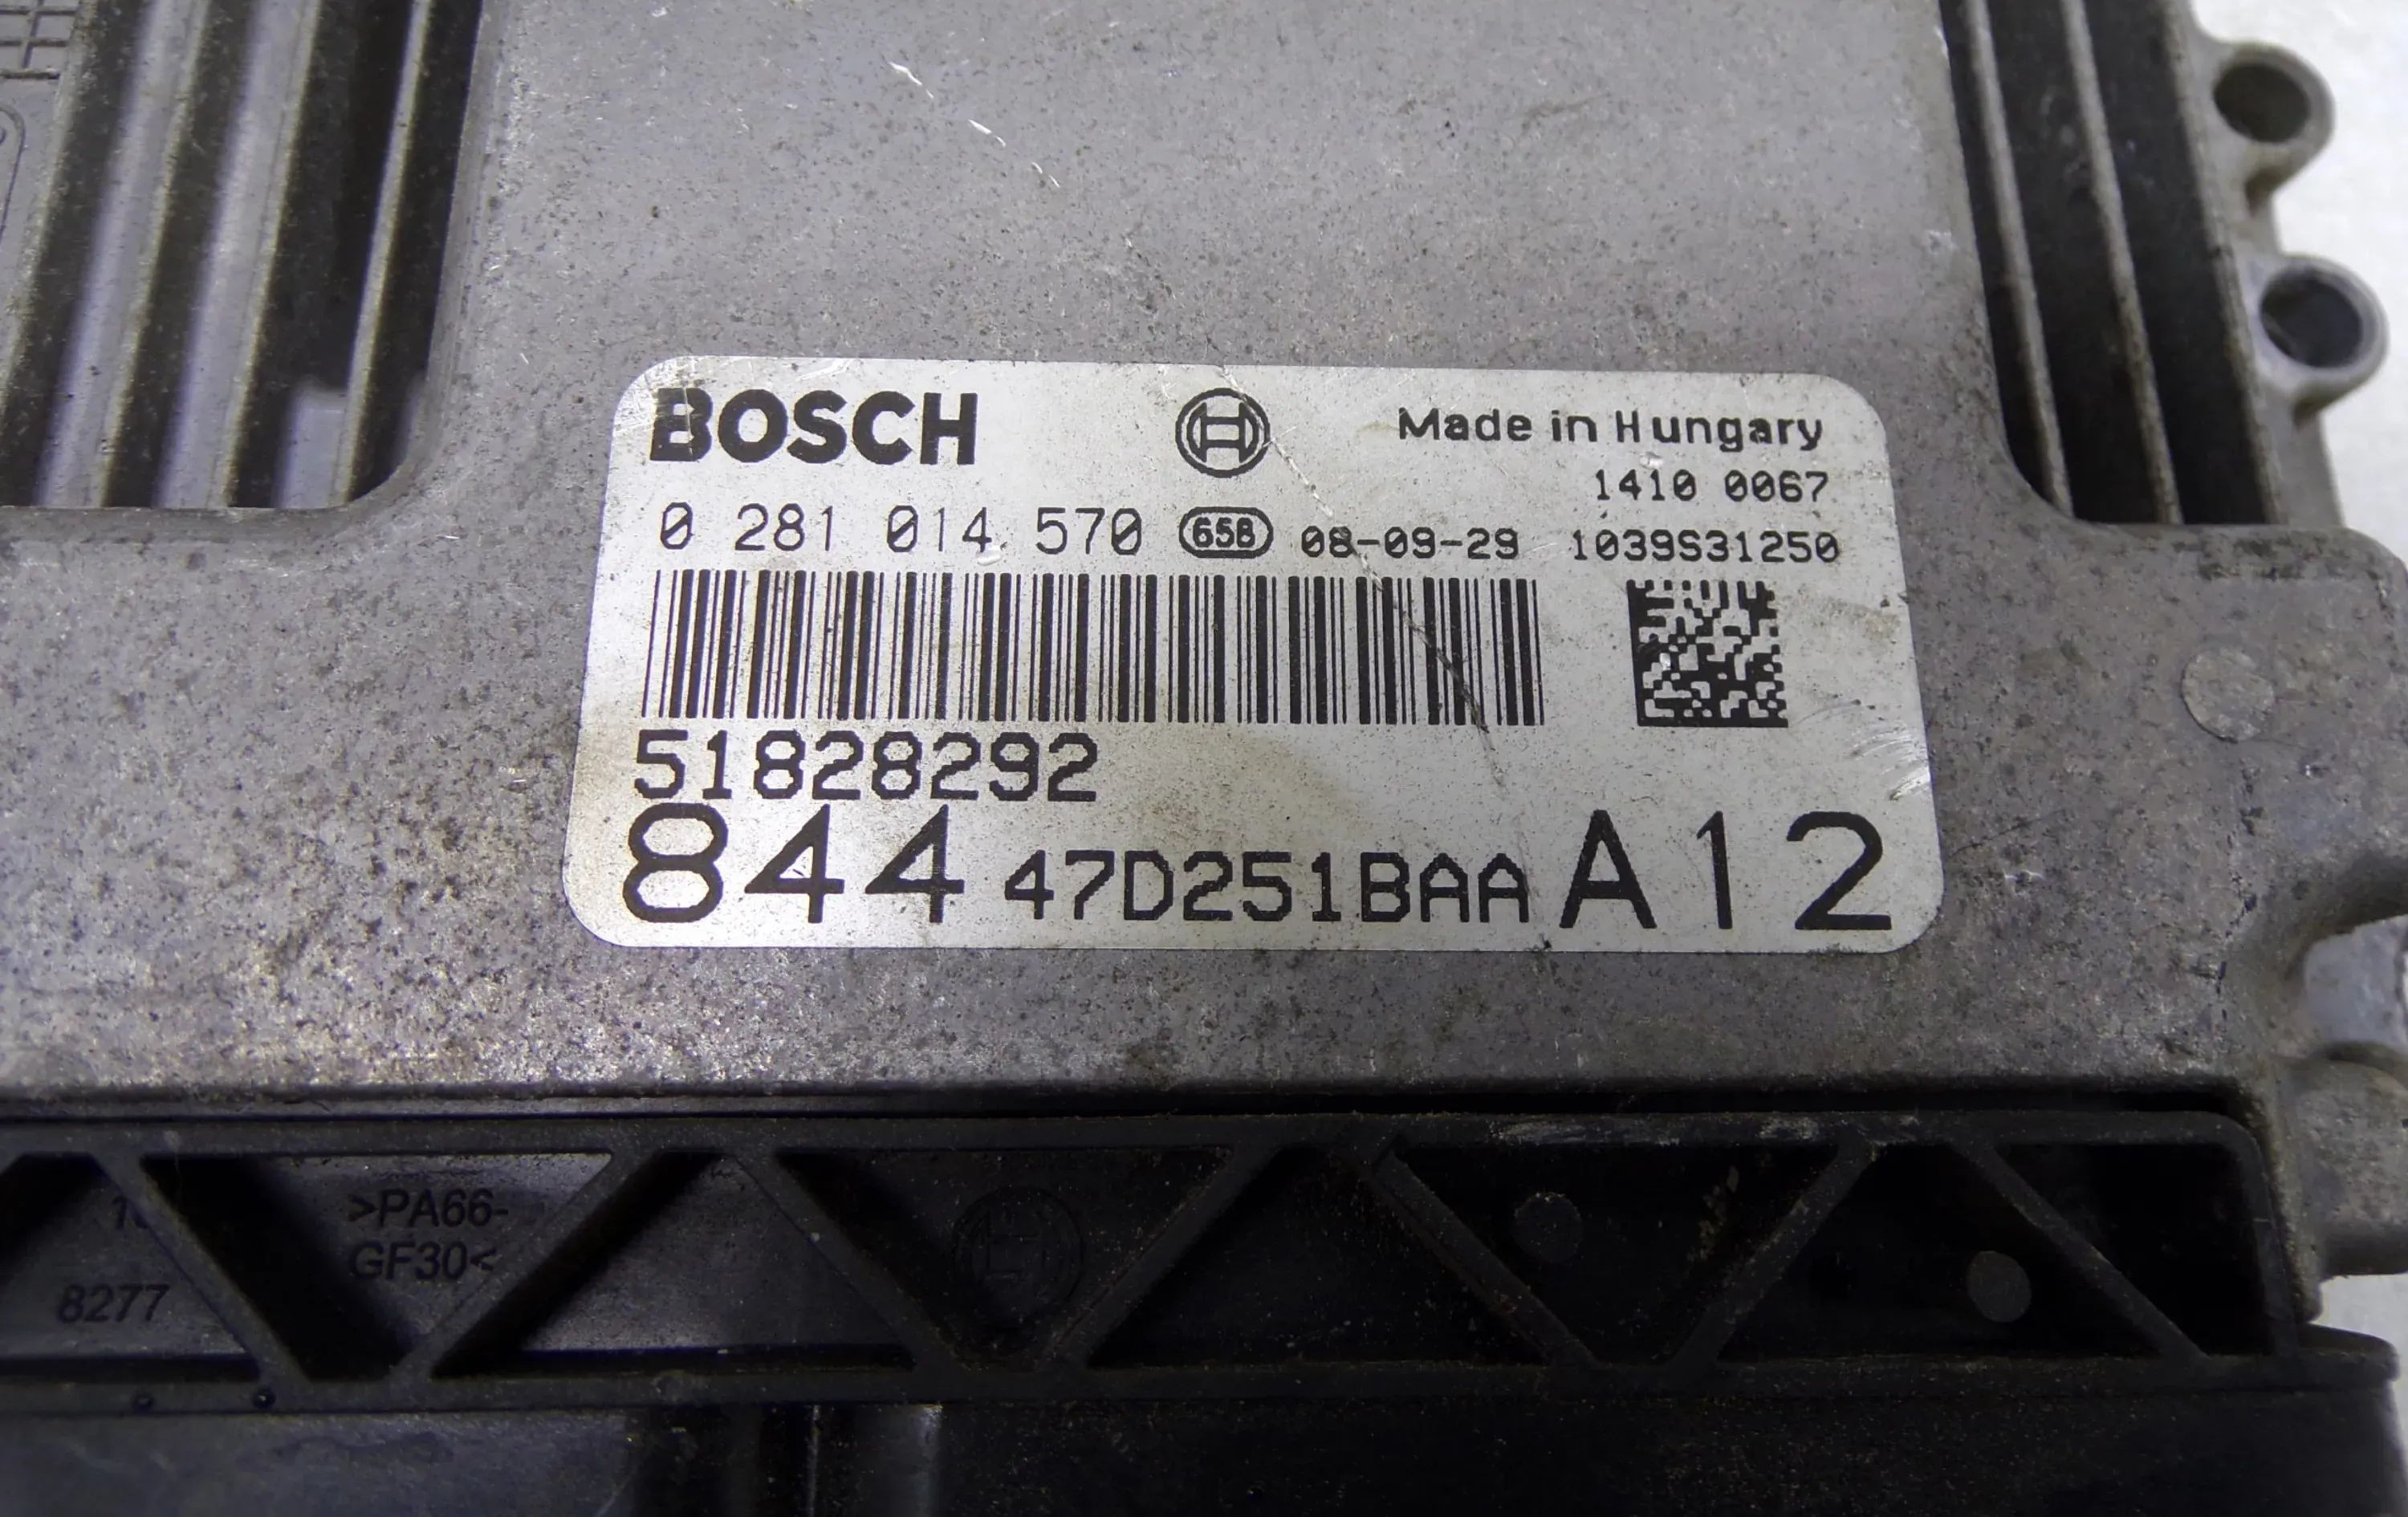 BOSCH Made in Hungary
1410 0067
0 281 014 570 658 08-09-29 1039S31250
51828292
844 47D251BAA A12
>PA66-
GF30<
8277